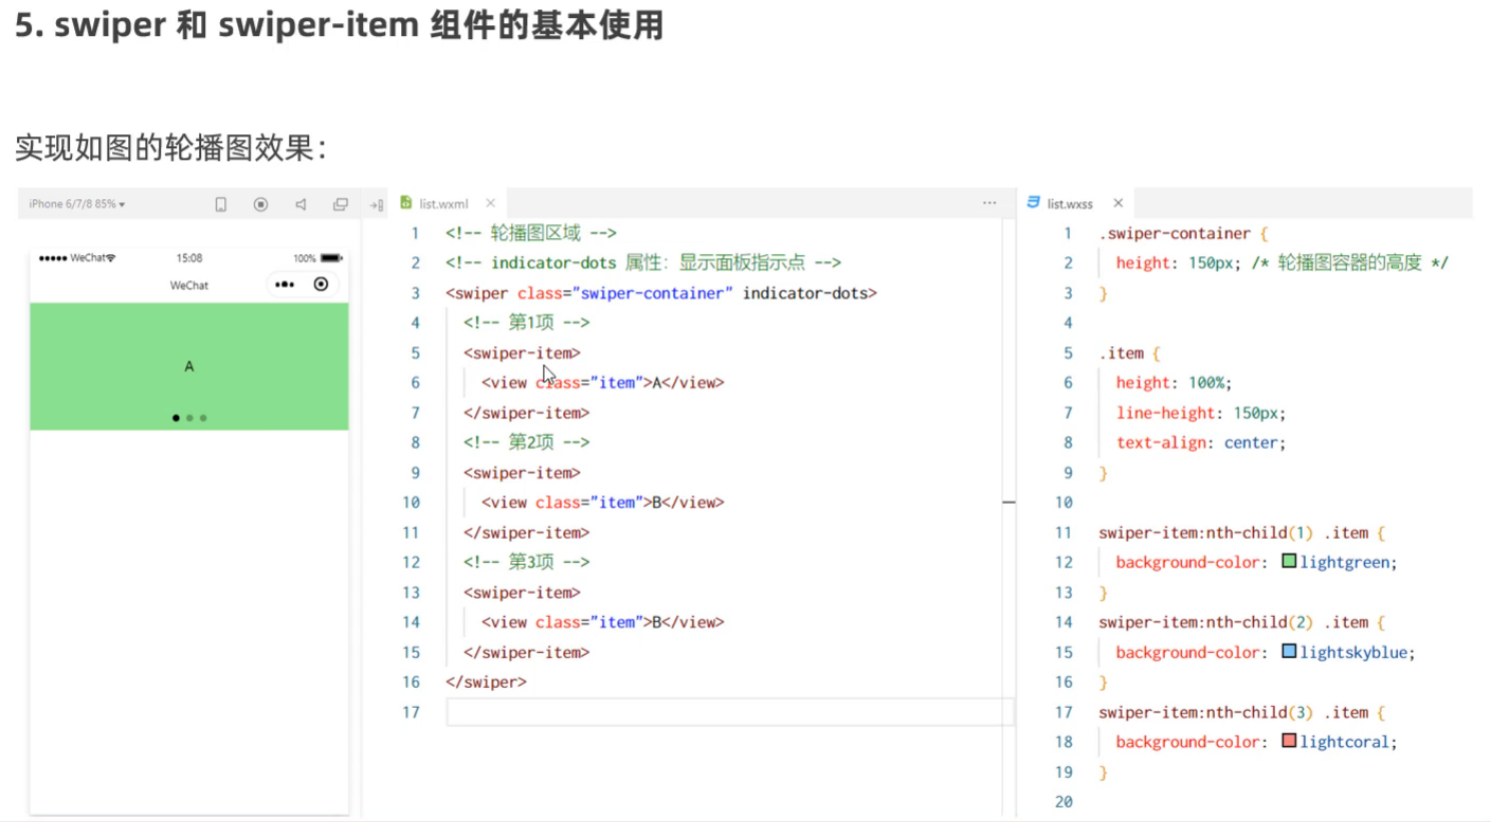 5. swiper 和 swiper-item 组件的基本使用
实现如图的轮播图效果：
iPhone 6/7/8 85%
WeChat 15:08 100%
WeChat
A
list.wxml
1 <!-- 轮播图区域 -->
2 <!-- indicator-dots 属性：显示面板指示点 -->
3 <swiper class="swiper-container" indicator-dots>
4 <!-- 第1项 -->
5 <swiper-item>
6 <view class="item">A</view>
7 </swiper-item>
8 <!-- 第2项 -->
9 <swiper-item>
10 <view class="item">B</view>
11 </swiper-item>
12 <!-- 第3项 -->
13 <swiper-item>
14 <view class="item">B</view>
15 </swiper-item>
16 </swiper>
17
list.wxss
1 .swiper-container {
2 height: 150px; /* 轮播图容器的高度 */
3 }
4
5 .item {
6 height: 100%;
7 line-height: 150px;
8 text-align: center;
9 }
10
11 swiper-item:nth-child(1) .item {
12 background-color: lightgreen;
13 }
14 swiper-item:nth-child(2) .item {
15 background-color: lightskyblue;
16 }
17 swiper-item:nth-child(3) .item {
18 background-color: lightcoral;
19 }
20